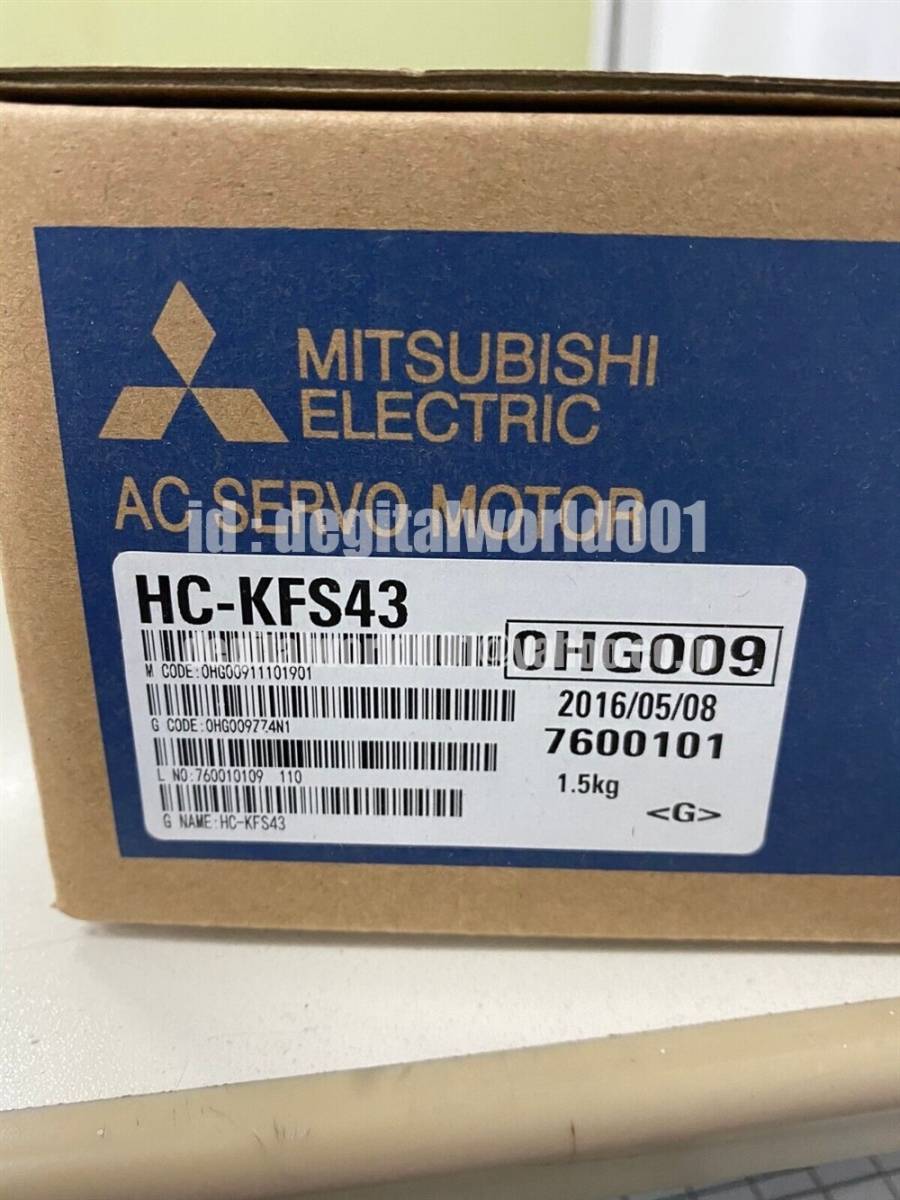 MITSUBISHI
ELECTRIC
AC SERVO MOTOR
id : degitalworld001
HC-KFS43
0HG009
M CODE:0HG00911101901
2016/05/08
G CODE:0HG009774N1
7600101
L NO:760010109 110
1.5kg
<G>
G NAME:HC-KFS43